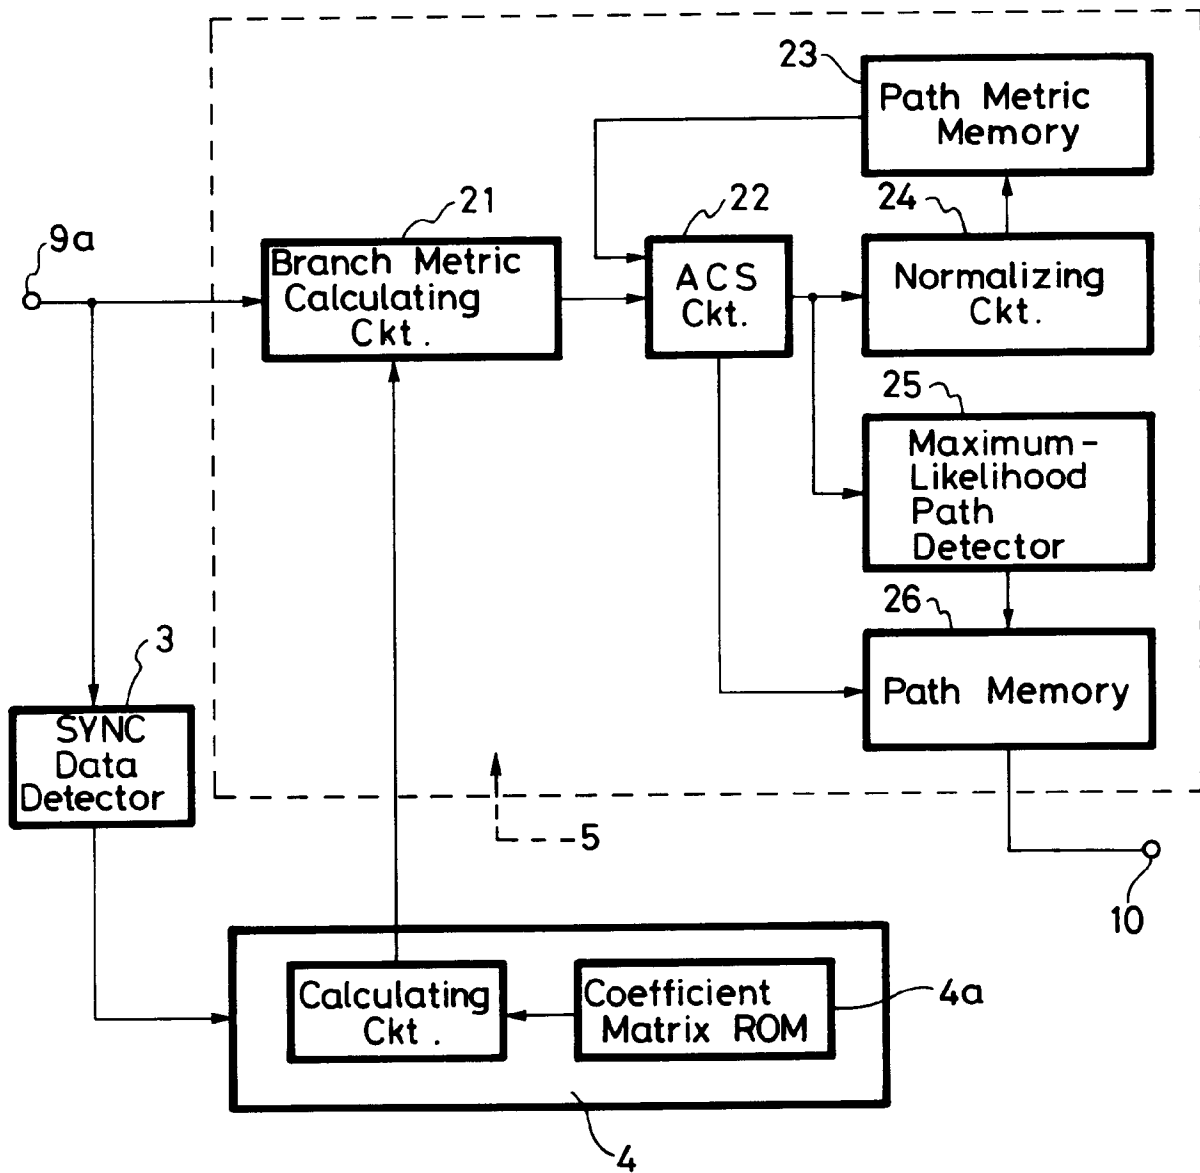 23
Path Metric
Memory
21
22
24
9a
Branch Metric
Calculating
Ckt.
ACS
Ckt.
Normalizing
Ckt.
25
Maximum-
Likelihood
Path
Detector
26
3
Path Memory
SYNC
Data
Detector
5
10
Calculating
Ckt.
Coefficient
Matrix ROM
4a
4